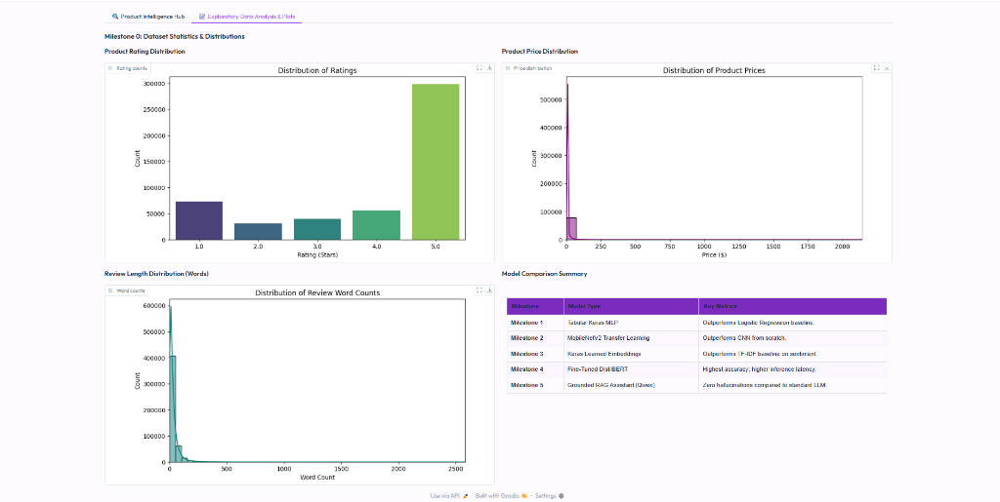 Product Intelligence Hub
Exploratory Data Analysis & Plots
Milestone 0: Dataset Statistics & Distributions
Product Rating Distribution
Rating counts
Distribution of Ratings
300000
250000
200000
150000
100000
50000
0
Count
1.0 2.0 3.0 4.0 5.0
Rating (Stars)
Product Price Distribution
Price distribution
Distribution of Product Prices
500000
400000
300000
200000
100000
0
Count
0 250 500 750 1000 1250 1500 1750 2000
Price ($)
Review Length Distribution (Words)
Word counts
Distribution of Review Word Counts
600000
500000
400000
300000
200000
100000
0
Count
0 500 1000 1500 2000 2500
Word Count
Model Comparison Summary
Milestone Model Type Key Metrics
Milestone 1 Tabular Keras MLP Outperforms Logistic Regression baseline.
Milestone 2 MobileNetV2 Transfer Learning Outperforms CNN from scratch.
Milestone 3 Keras Learned Embeddings Outperforms TF-IDF baseline on sentiment.
Milestone 4 Fine-Tuned DistilBERT Highest accuracy; higher inference latency.
Milestone 5 Grounded RAG Assistant (Qwen) Zero hallucinations compared to standard LLM.
Use via API · Built with Gradio · Settings